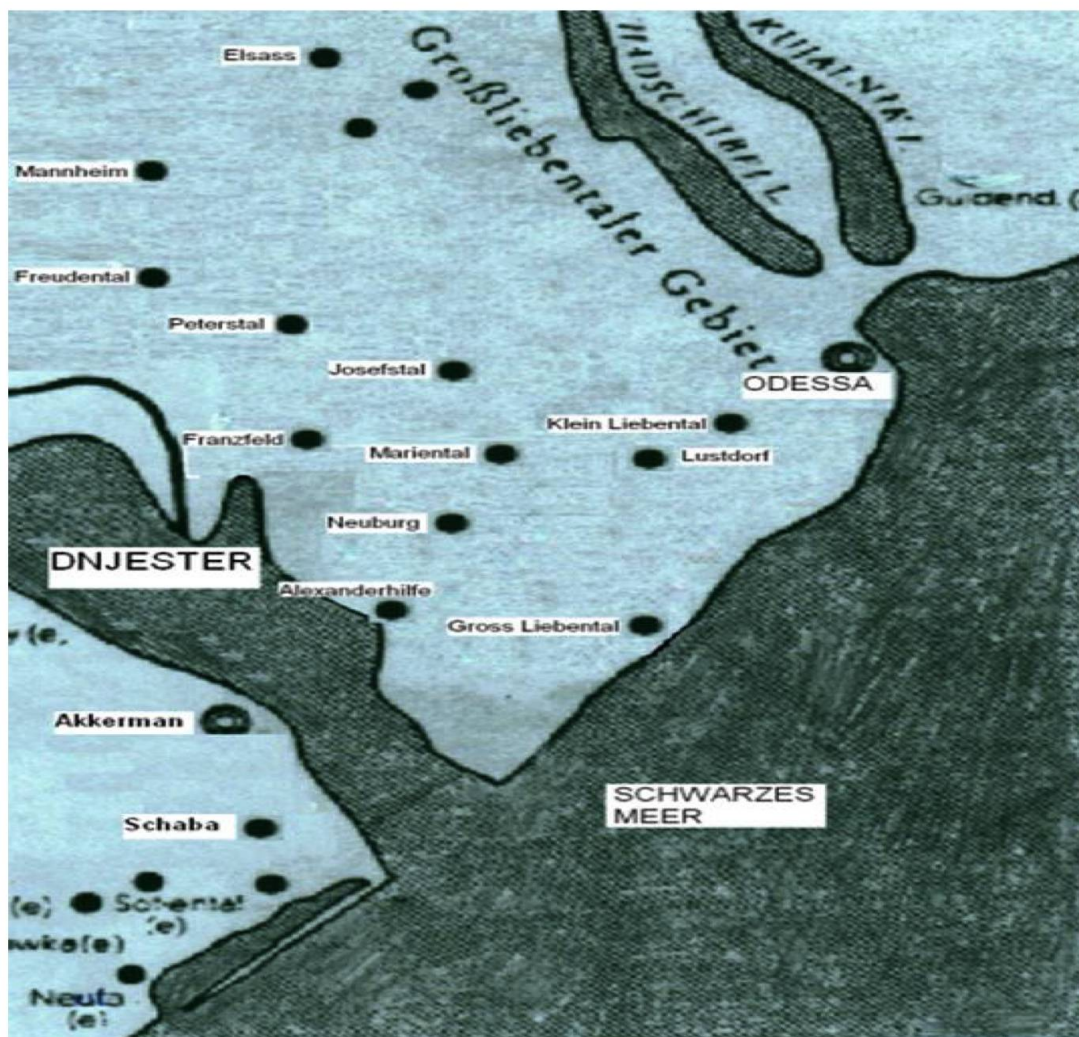 Elsass
Großliebentaler Gebiet
KUJALNIKI
Mannheim
Freudental
Peterstal
Josefstal
ODESSA
Klein Liebental
Franzfeld
Mariental
Lustdorf
Neuburg
DNJESTER
Alexanderhilfe
Gross Liebental
Akkerman
SCHWARZES
MEER
Schaba
(e)
(e)
(e)